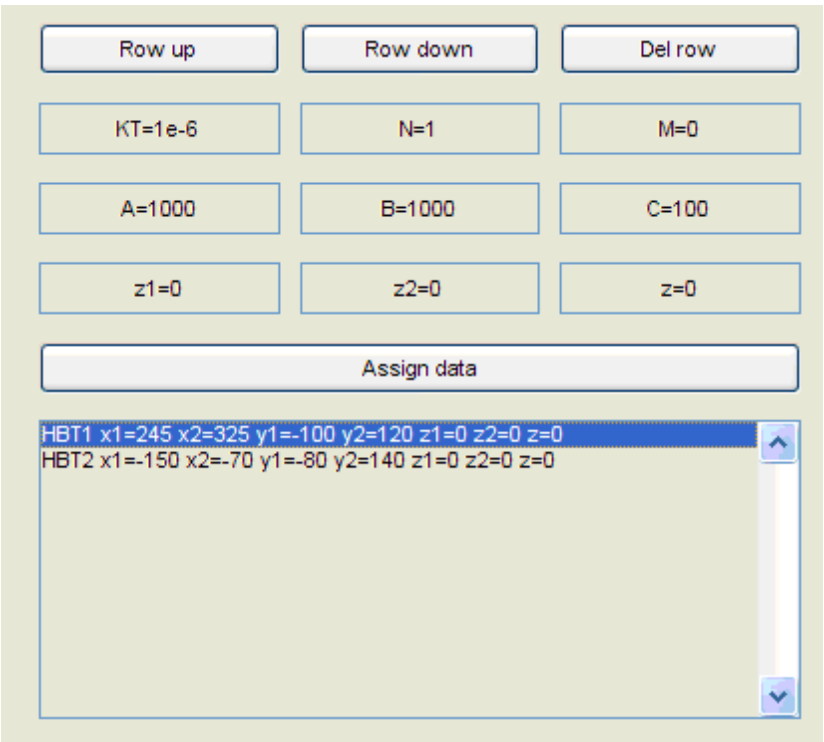 Row up Row down Del row
KT=1e-6 N=1 M=0
A=1000 B=1000 C=100
z1=0 z2=0 z=0
Assign data
HBT1 x1=245 x2=325 y1=-100 y2=120 z1=0 z2=0 z=0
HBT2 x1=-150 x2=-70 y1=-80 y2=140 z1=0 z2=0 z=0